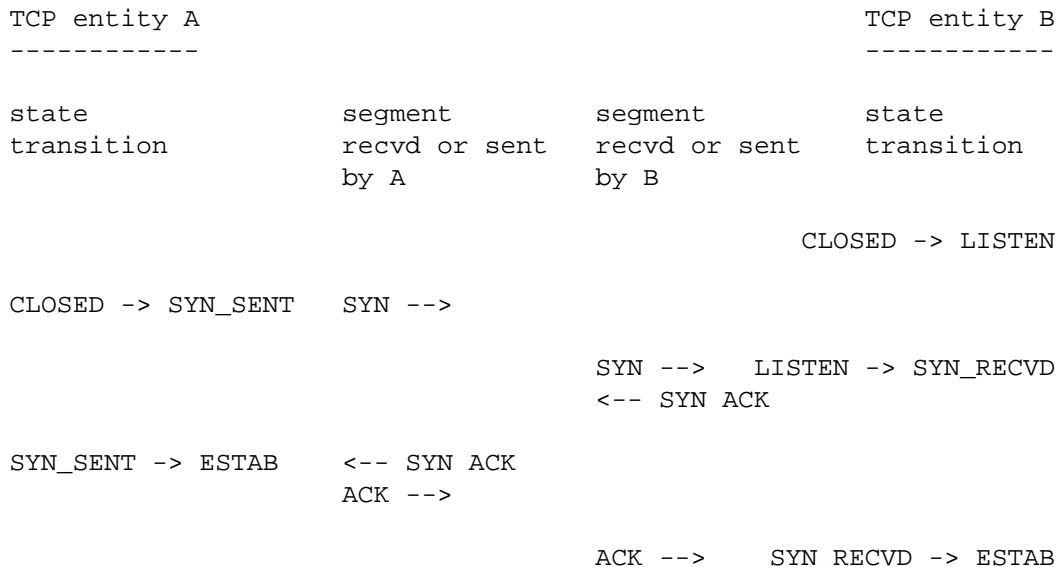 TCP entity A                                 TCP entity B
------------                                 ------------
state             segment         segment         state
transition        recvd or sent   recvd or sent   transition
                  by A            by B
                                              CLOSED -> LISTEN
CLOSED -> SYN_SENT   SYN -->
                                  SYN -->   LISTEN -> SYN_RECVD
                                  <-- SYN ACK
SYN_SENT -> ESTAB    <-- SYN ACK
                     ACK -->
                                  ACK -->    SYN RECVD -> ESTAB